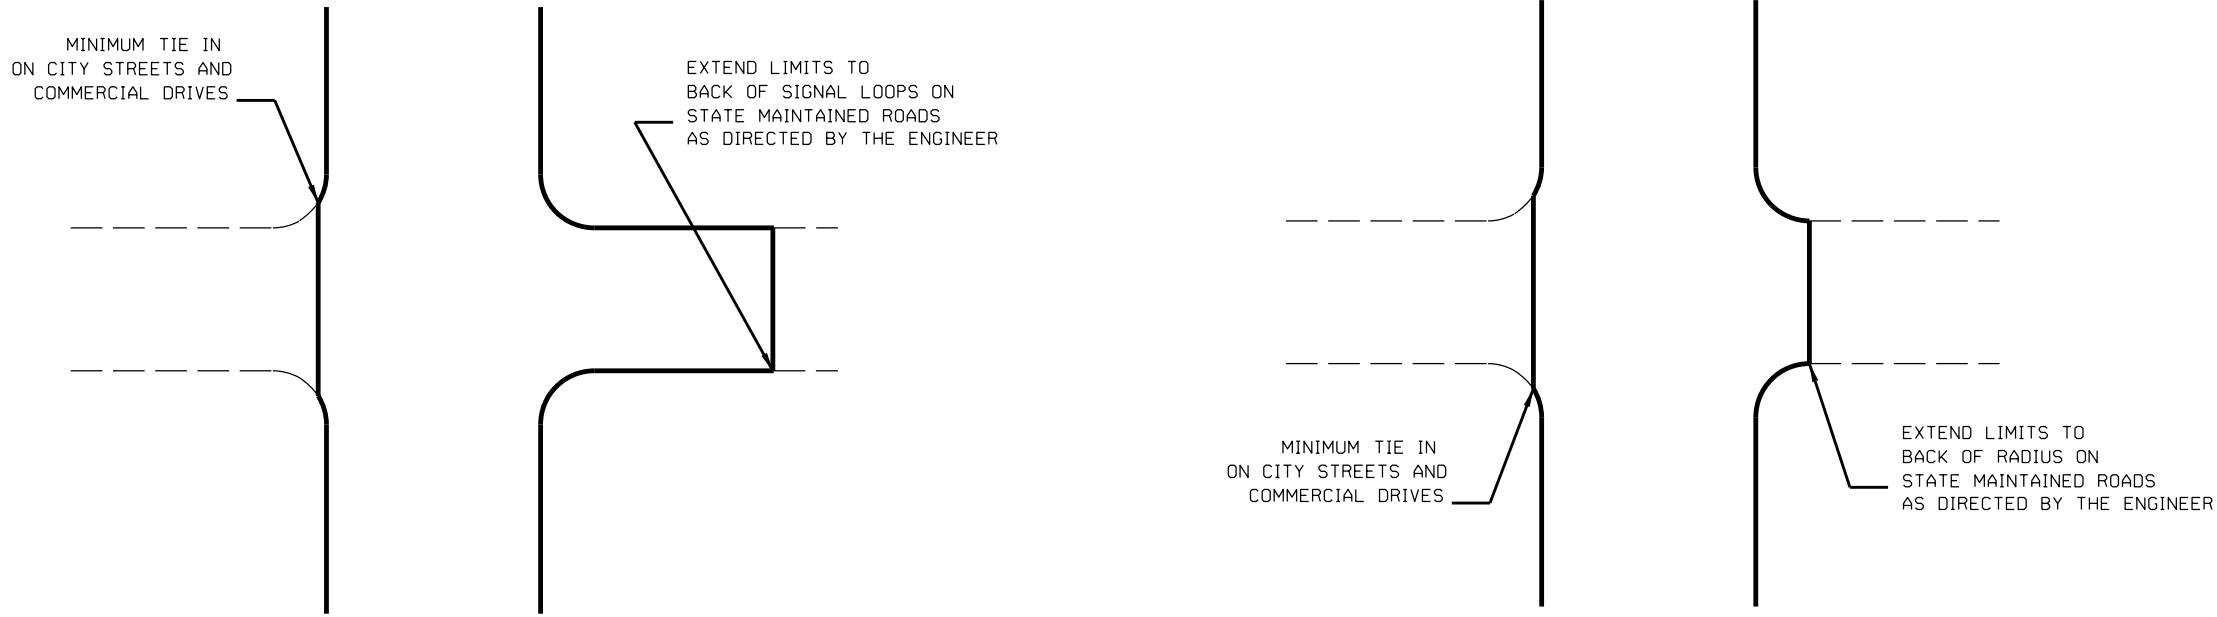 MINIMUM TIE IN
ON CITY STREETS AND
COMMERCIAL DRIVES
EXTEND LIMITS TO
BACK OF SIGNAL LOOPS ON
STATE MAINTAINED ROADS
AS DIRECTED BY THE ENGINEER
MINIMUM TIE IN
ON CITY STREETS AND
COMMERCIAL DRIVES
EXTEND LIMITS TO
BACK OF RADIUS ON
STATE MAINTAINED ROADS
AS DIRECTED BY THE ENGINEER